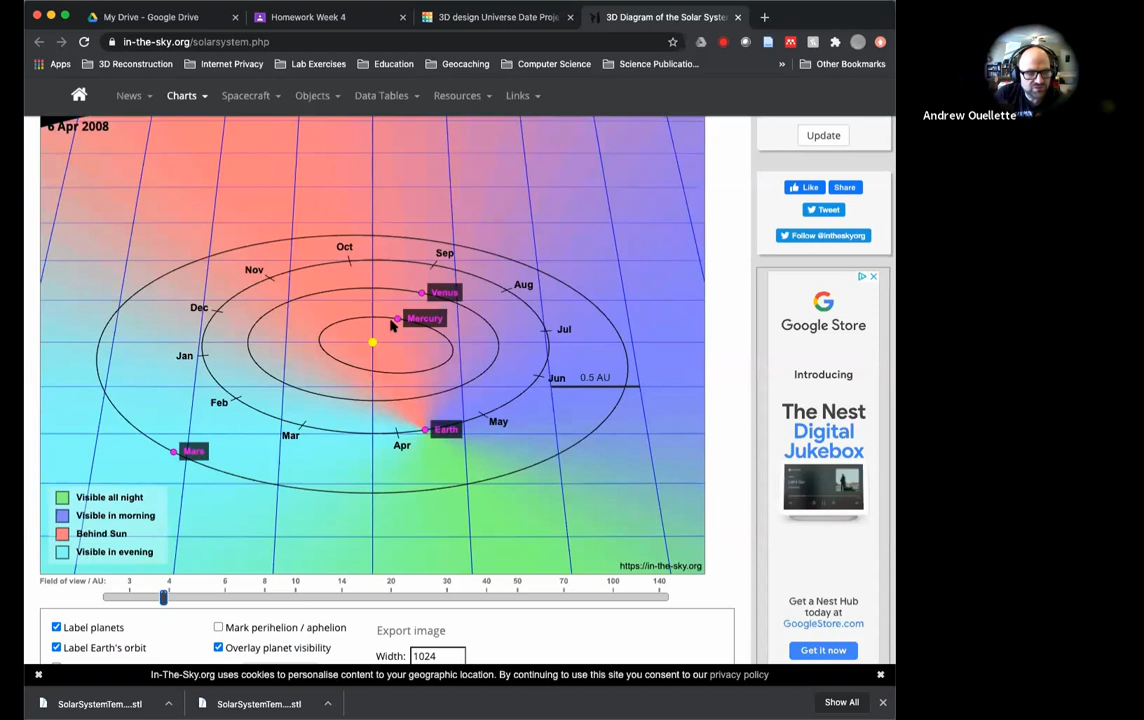 My Drive - Google Drive
Homework Week 4
3D design Universe Date Proje
3D Diagram of the Solar Syste
in-the-sky.org/solarsystem.php
Apps 3D Reconstruction Internet Privacy Lab Exercises Education Geocaching Computer Science Science Publicatio... » Other Bookmarks
News Charts Spacecraft Objects Data Tables Resources Links
6 Apr 2008
Oct
Sep
Nov
Aug
Venus
Dec
Mercury
Jul
Jan
Jun
0.5 AU
Feb
May
Earth
Mar
Apr
Mars
Visible all night
Visible in morning
Behind Sun
Visible in evening
https://in-the-sky.org
Field of view / AU: 3 4 6 8 10 14 20 30 40 50 70 100 140
Label planets
Mark perihelion / aphelion
Export image
Label Earth's orbit
Overlay planet visibility
Width: 1024
Update
Like Share
Tweet
Follow @intheskyorg
Google Store
Introducing
The Nest
Digital
Jukebox
Get a Nest Hub
today at
GoogleStore.com
Get it now
In-The-Sky.org uses cookies to personalise content to your geographic location. By continuing to use this site you consent to our privacy policy
SolarSystemTem....stl
SolarSystemTem....stl
Show All
Andrew Ouellette